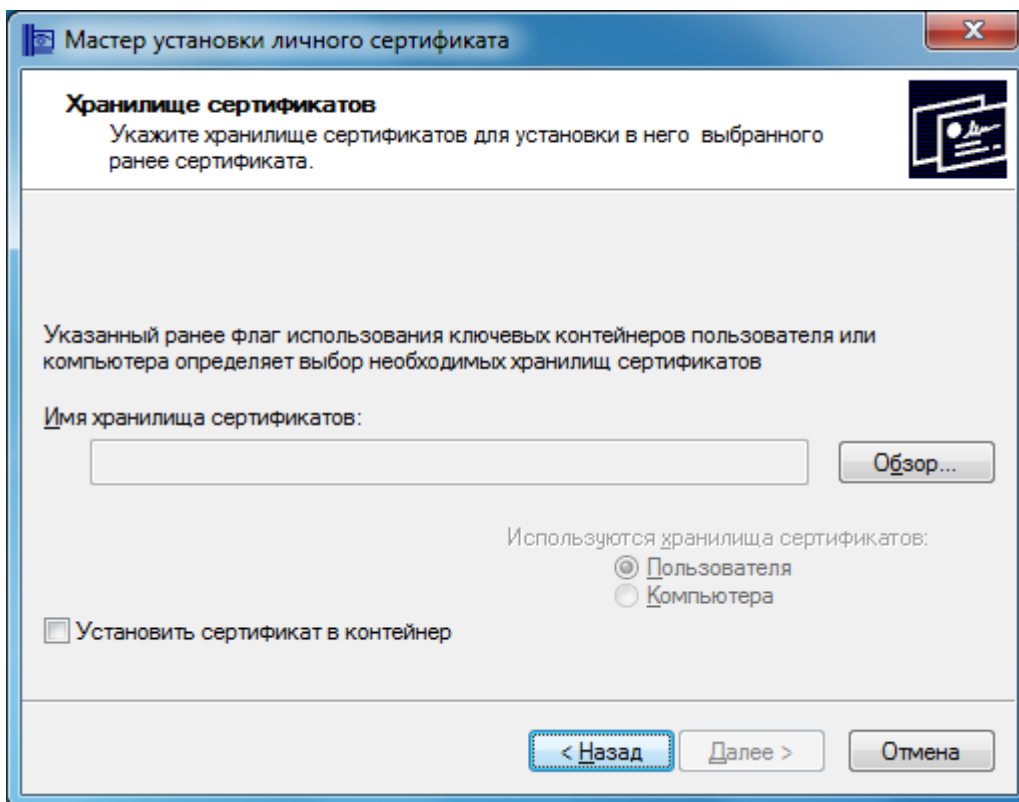 Мастер установки личного сертификата
Хранилище сертификатов
Укажите хранилище сертификатов для установки в него выбранного
ранее сертификата.
Указанный ранее флаг использования ключевых контейнеров пользователя или
компьютера определяет выбор необходимых хранилищ сертификатов
Имя хранилища сертификатов:
Обзор...
Используются хранилища сертификатов:
Пользователя
Компьютера
Установить сертификат в контейнер
< Назад Далее > Отмена